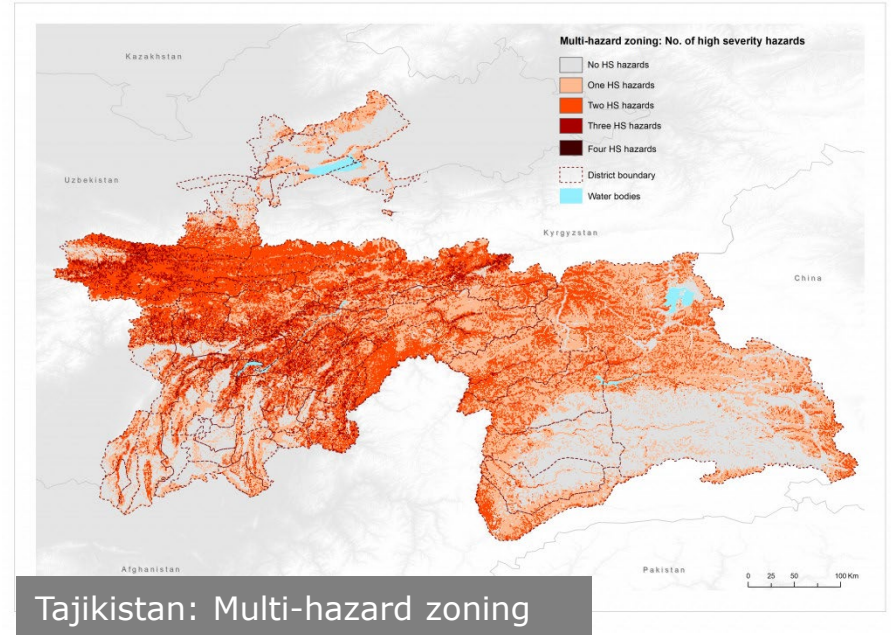 Kazakhstan
Multi-hazard zoning: No. of high severity hazards
No HS hazards
One HS hazards
Two HS hazards
Three HS hazards
Four HS hazards
District boundary
Water bodies
Uzbekistan
Kyrgyzstan
China
Afghanistan
Pakistan
0 25 50 100 Km
Tajikistan: Multi-hazard zoning